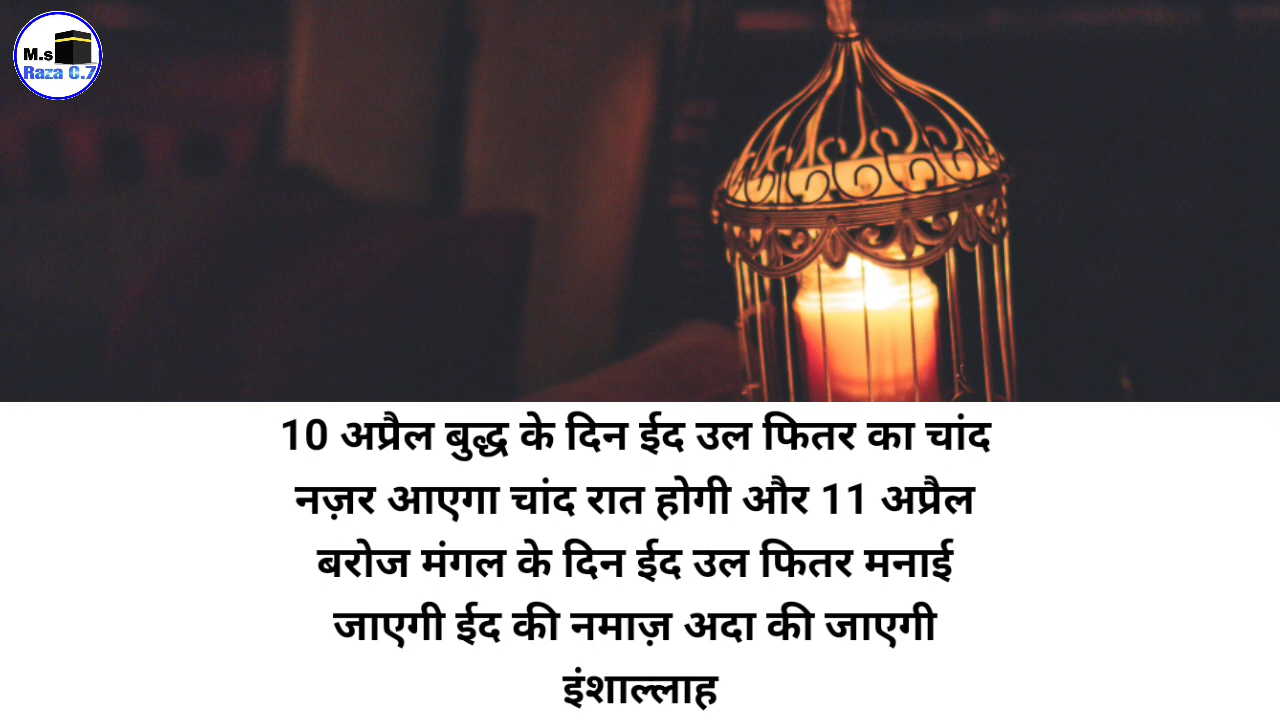 M.s
Raza C.7
10 अप्रैल बुद्ध के दिन ईद उल फितर का चांद
नज़र आएगा चांद रात होगी और 11 अप्रैल
बरोज मंगल के दिन ईद उल फितर मनाई
जाएगी ईद की नमाज़ अदा की जाएगी
इंशाल्लाह